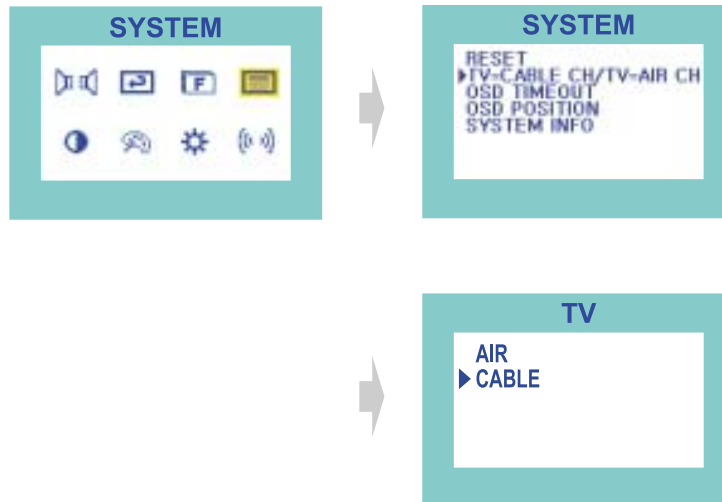 SYSTEM
F
SYSTEM
RESET
TV=CABLE CH/TV=AIR CH
OSD TIMEOUT
OSD POSITION
SYSTEM INFO
TV
AIR
CABLE